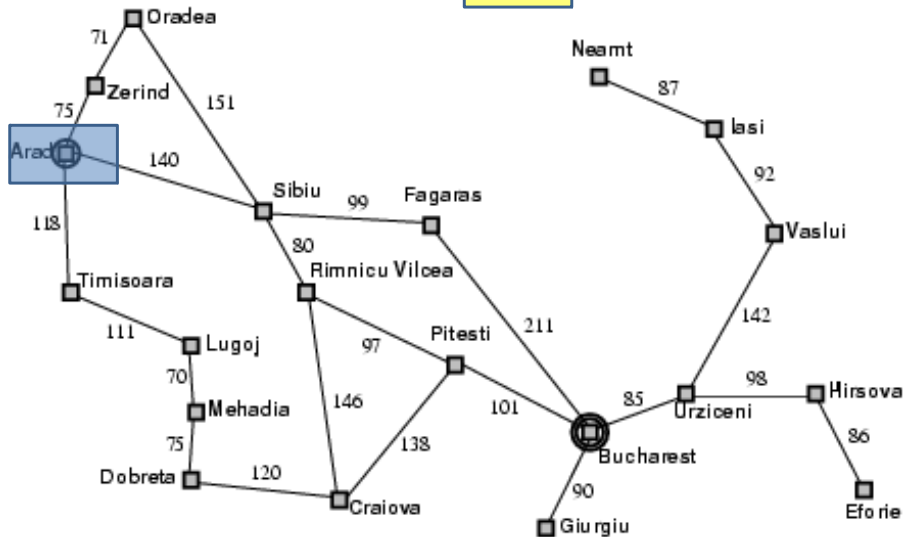 Oradea
71
Neamt
Zerind
87
75
151
Iasi
Arad
140
92
Sibiu
Fagaras
99
118
Vaslui
80
Timisoara
Rimnicu Vilcea
142
211
111
Pitesti
Lugoj
97
70
98
Hirsova
85
Mehadia
146
101
Urziceni
86
75
138
Bucharest
120
Dobreta
90
Craiova
Eforie
Giurgiu